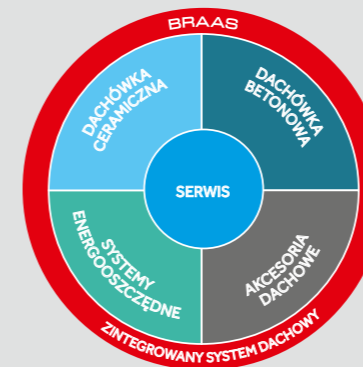 BRAAS
DACHÓWKA
CERAMICZNA
DACHÓWKA
BETONOWA
SERWIS
SYSTEMY
ENERGOOSZCZĘDNE
AKCESORIA
DACHOWE
ZINTEGROWANY SYSTEM DACHOWY